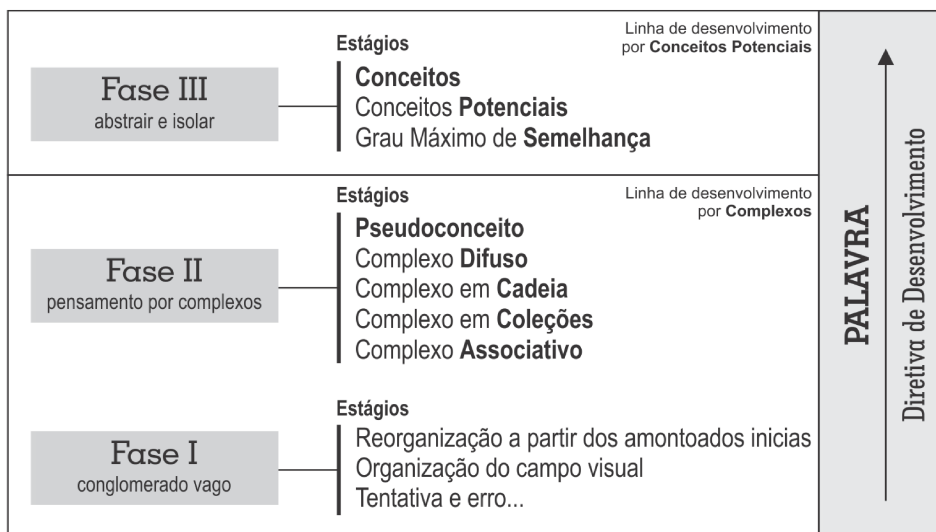 Linha de desenvolvimento
por Conceitos Potenciais
Estágios
Fase III
abstrair e isolar
Conceitos
Conceitos Potenciais
Grau Máximo de Semelhança
Estágios
Linha de desenvolvimento
por Complexos
Fase II
pensamento por complexos
Pseudoconceito
Complexo Difuso
Complexo em Cadeia
Complexo em Coleções
Complexo Associativo
Estágios
Fase I
conglomerado vago
Reorganização a partir dos amontoados inicias
Organização do campo visual
Tentativa e erro...
PALAVRA
Diretiva de Desenvolvimento